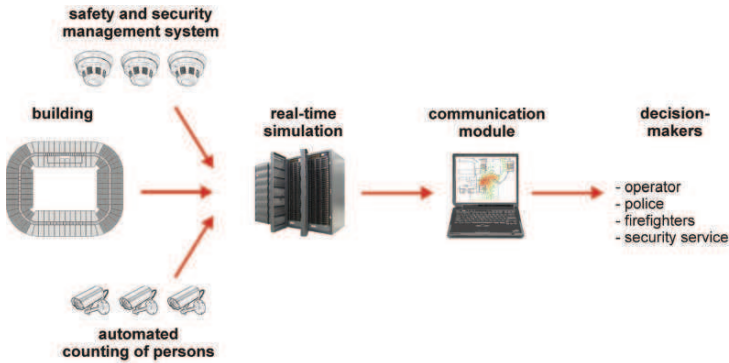 safety and security
management system
building
real-time
simulation
communication
module
decision-
makers
- operator
- police
- firefighters
- security service
automated
counting of persons